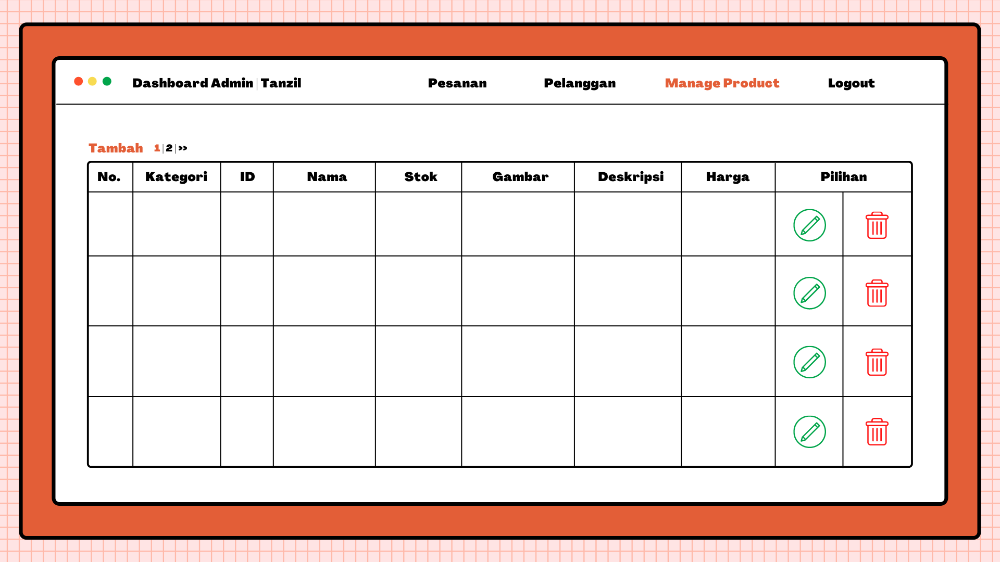 Dashboard Admin | Tanzil Pesanan Pelanggan Manage Product Logout
Tambah 1 | 2 | >>
No. Kategori ID Nama Stok Gambar Deskripsi Harga Pilihan